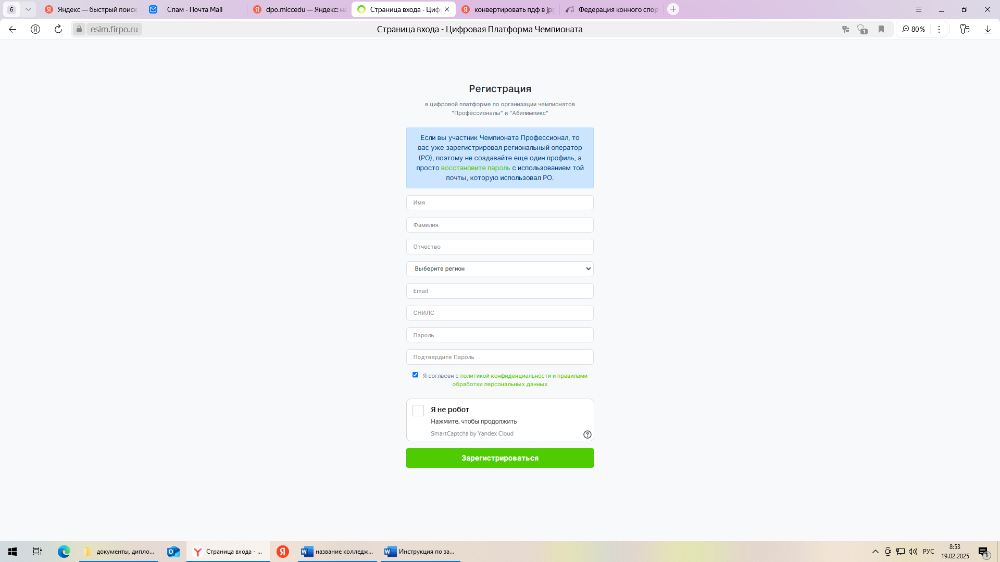 6
Яндекс — быстрый поиск
Спам - Почта Mail
dpo.miccedu — Яндекс: на
Страница входа - Цифр
конвертировать пдф в jpg
Федерация конного спор
esim.firpo.ru
Страница входа - Цифровая Платформа Чемпионата
1
80%
Регистрация
в цифровой платформе по организации чемпионатов
"Профессионалы" и "Абилимпикс"
Если вы участник Чемпионата Профессионал, то
вас уже зарегистрировал региональный оператор
(РО), поэтому не создавайте еще один профиль, а
просто восстановите пароль с использованием той
почты, которую использовал РО.
Имя
Фамилия
Отчество
Выберите регион
Email
СНИЛС
Пароль
Подтвердите Пароль
Я согласен с политикой конфиденциальности и правилами
обработки персональных данных
Я не робот
Нажмите, чтобы продолжить
SmartCaptcha by Yandex Cloud
Зарегистрироваться
документы, дипло...
Страница входа - ...
название колледж...
Инструкция по за...
РУС
8:53
19.02.2025
1